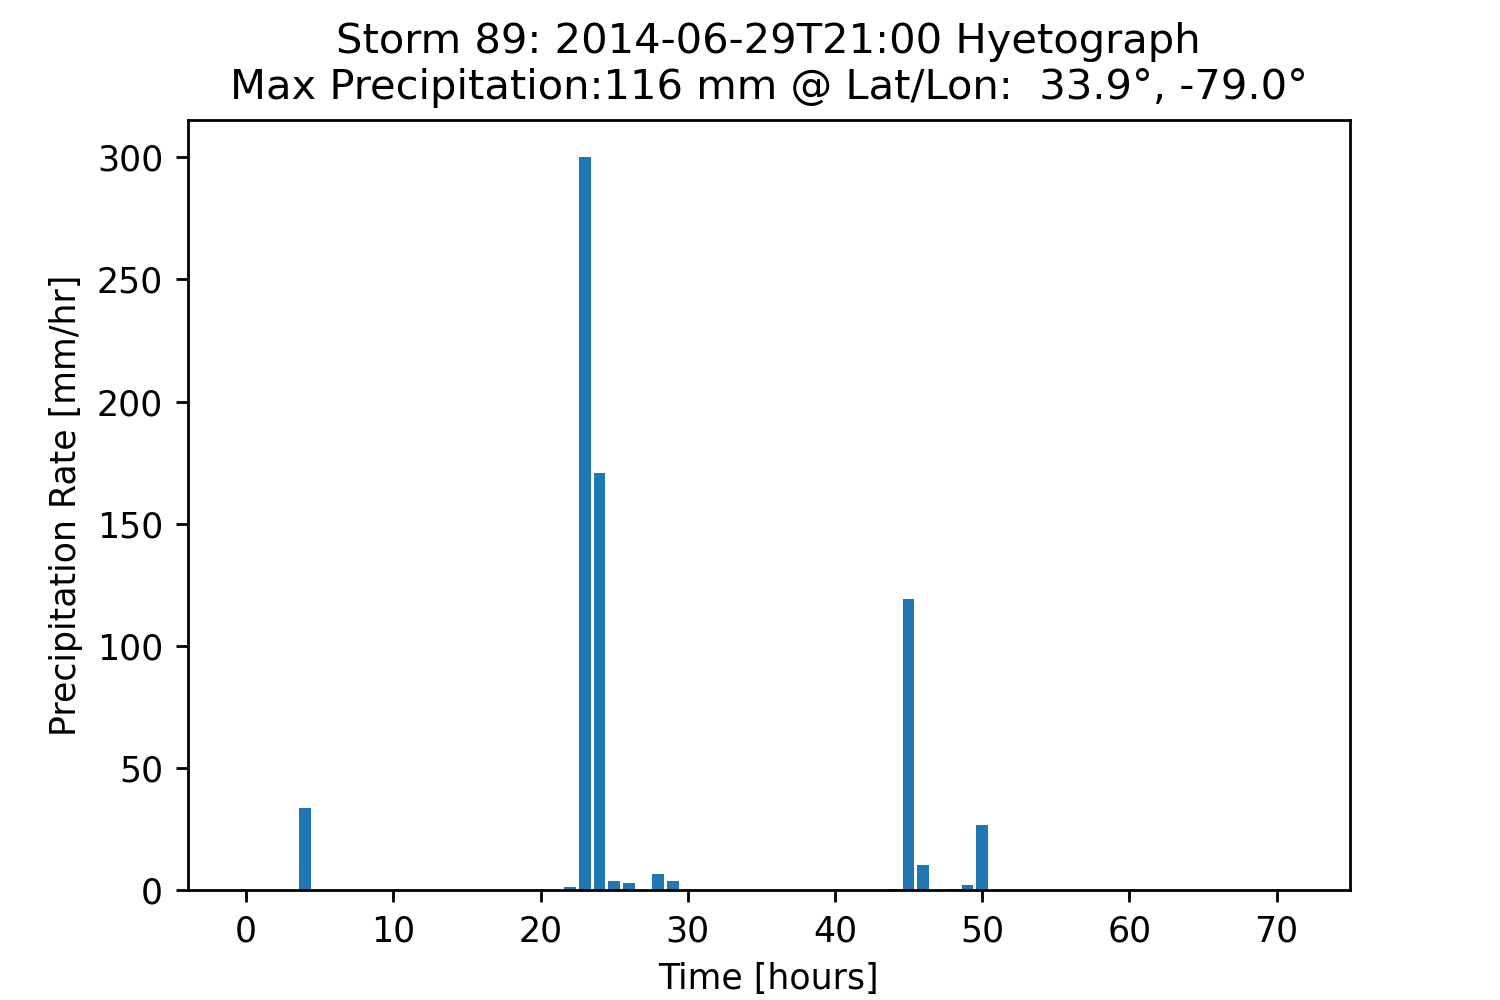 Storm 89: 2014-06-29T21:00 Hyetograph
Max Precipitation:116 mm @ Lat/Lon:  33.9°, -79.0°
Precipitation Rate [mm/hr]
300
250
200
150
100
50
0
0 10 20 30 40 50 60 70
Time [hours]